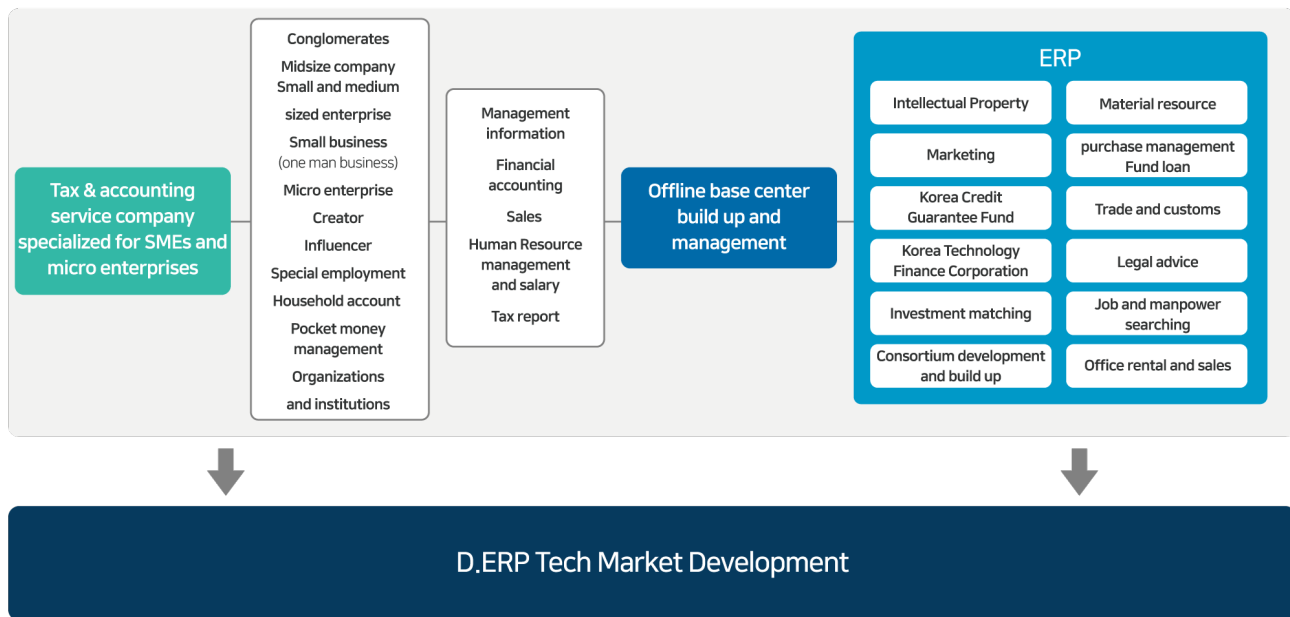 Tax & accounting
service company
specialized for SMEs and
micro enterprises
Conglomerates
Midsize company
Small and medium
sized enterprise
Small business
(one man business)
Micro enterprise
Creator
Influencer
Special employment
Household account
Pocket money
management
Organizations
and institutions
Management
information
Financial
accounting
Sales
Human Resource
management
and salary
Tax report
Offline base center
build up and
management
ERP
Intellectual Property
Material resource
Marketing
purchase management
Fund loan
Korea Credit
Guarantee Fund
Trade and customs
Korea Technology
Finance Corporation
Legal advice
Investment matching
Job and manpower
searching
Consortium development
and build up
Office rental and sales
D.ERP Tech Market Development